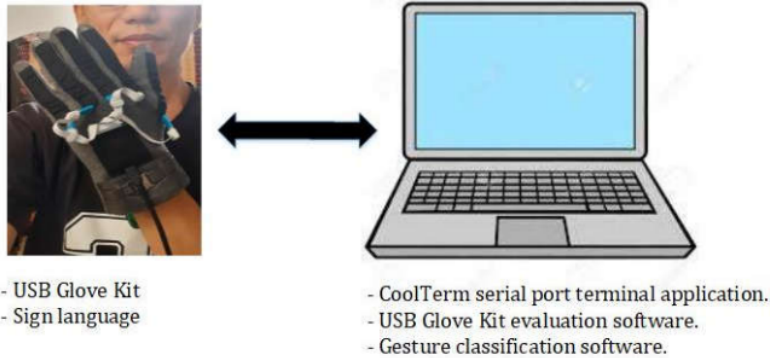 - USB Glove Kit
- Sign language
- CoolTerm serial port terminal application.
- USB Glove Kit evaluation software.
- Gesture classification software.